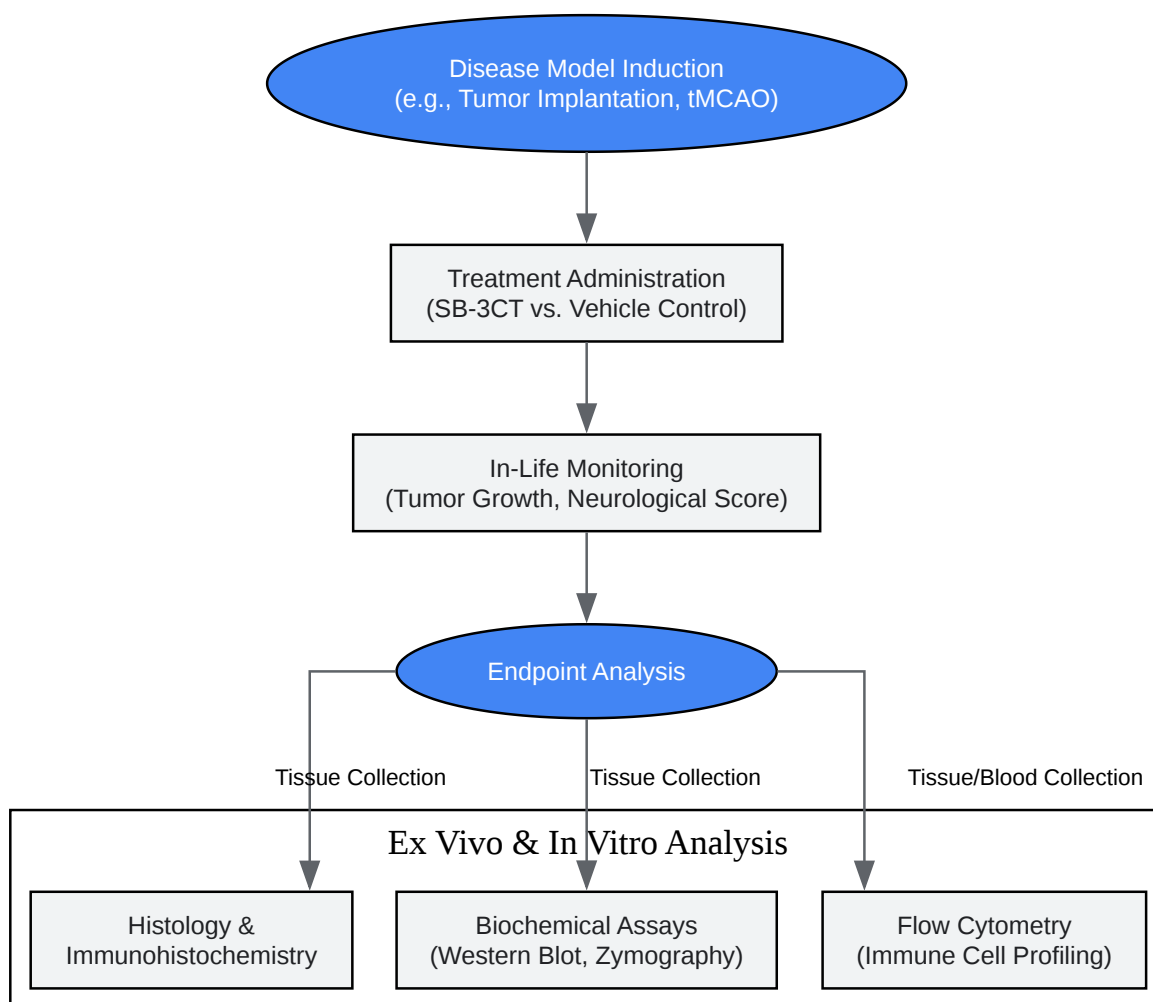 Disease Model Induction
(e.g., Tumor Implantation, tMCAO)
Treatment Administration
(SB-3CT vs. Vehicle Control)
In-Life Monitoring
(Tumor Growth, Neurological Score)
Endpoint Analysis
Tissue Collection
Tissue Collection
Tissue/Blood Collection
Ex Vivo & In Vitro Analysis
Histology &
Immunohistochemistry
Biochemical Assays
(Western Blot, Zymography)
Flow Cytometry
(Immune Cell Profiling)